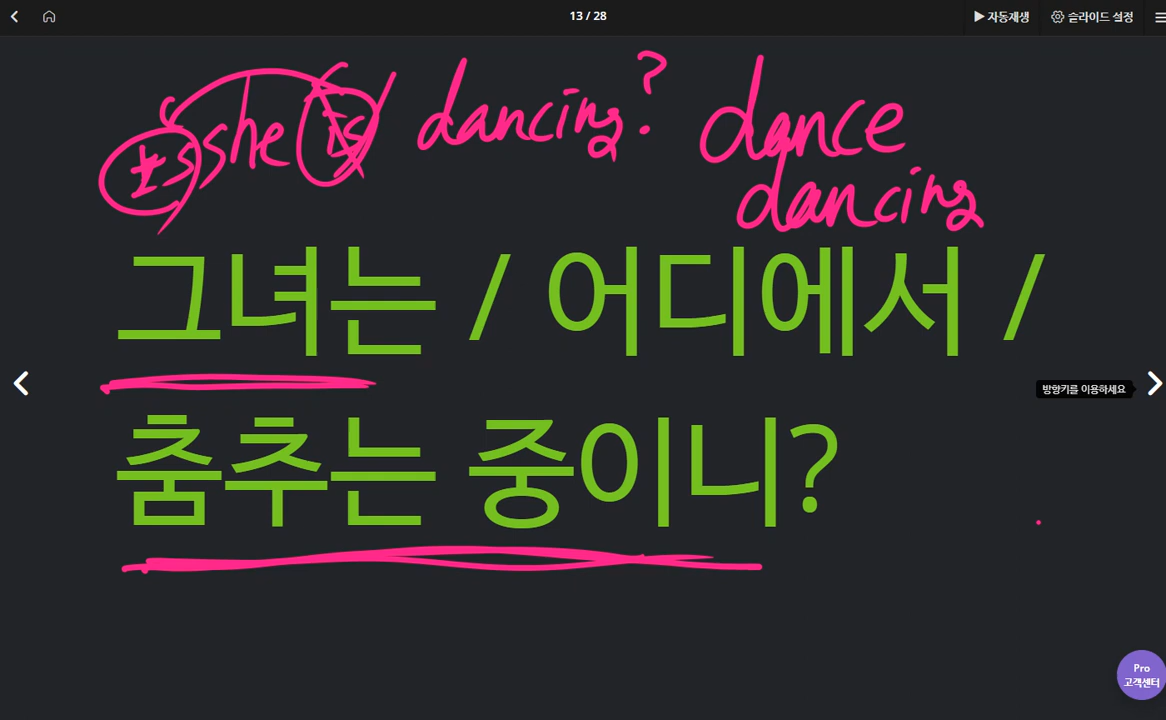 13 / 28
자동재생
슬라이드 설정
is she is dancing? dance
dancing
그녀는 / 어디에서 /
방향키를 이용하세요
춤추는 중이니?
Pro
고객센터